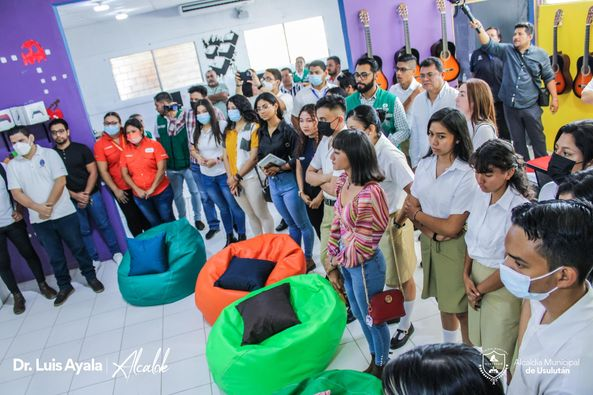 Dr. Luis Ayala | Alcalde
Alcaldía Municipal
de Usulután